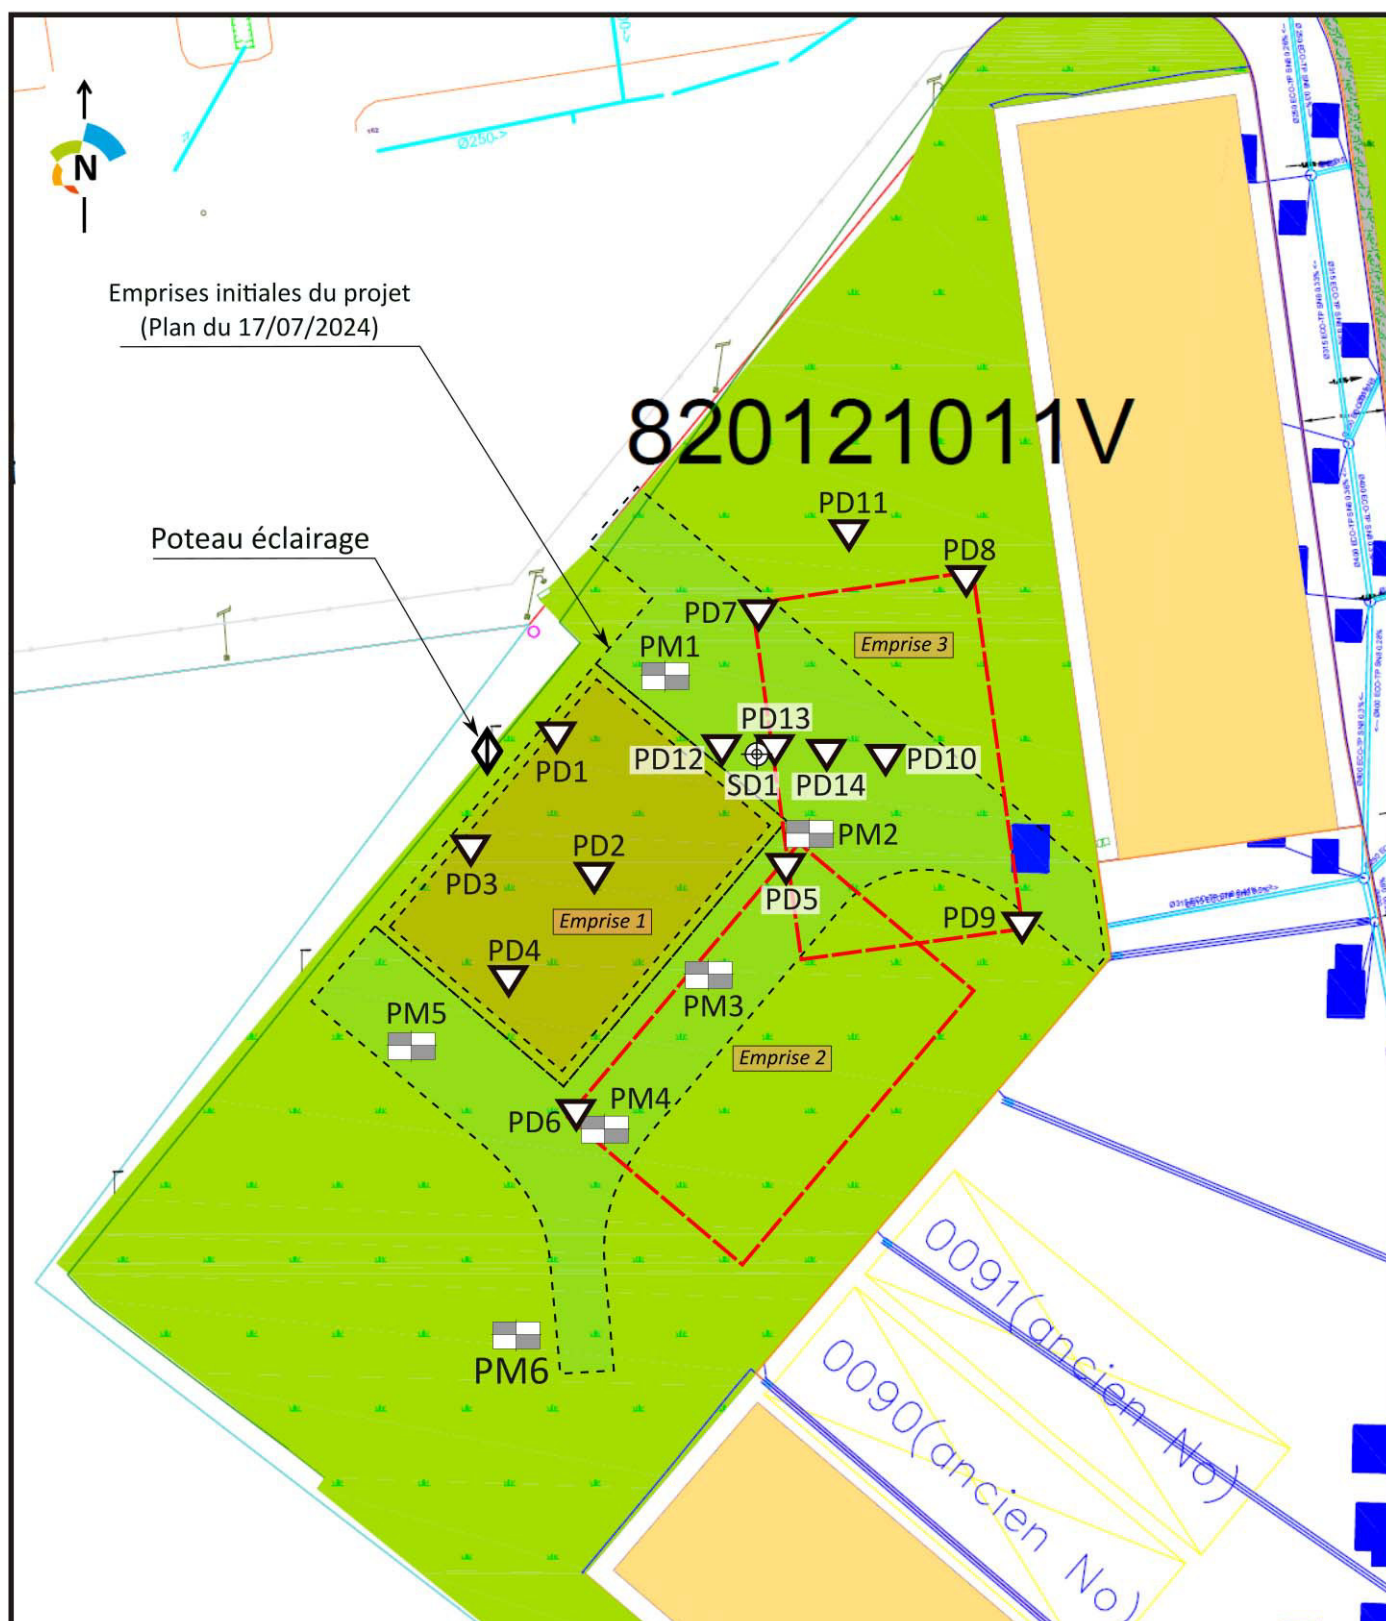 N
Ø250->
Emprises initiales du projet
(Plan du 17/07/2024)
820121011V
Poteau éclairage
PD11
PD8
PD7
Emprise 3
PM1
PD13
PD12
SD1
PD14
PD10
PD1
PM2
PD2
PD3
PD5
PD9
Emprise 1
PD4
PM3
PM5
Emprise 2
PM4
PD6
PM6
0091(ancien No)
0090(ancien No)